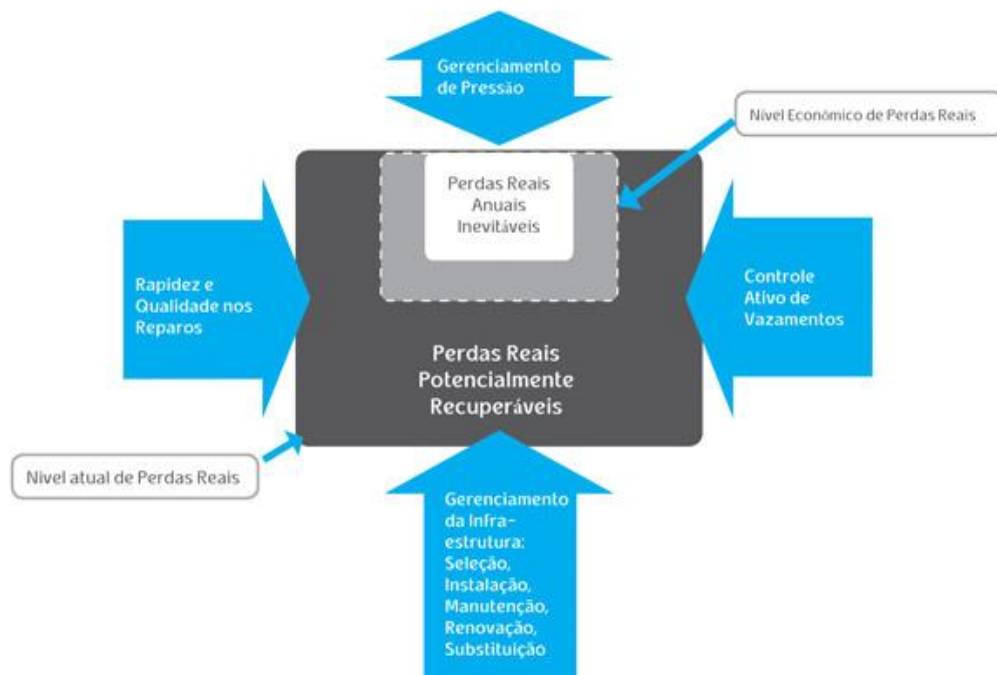 Gerenciamento
de Pressão
Nível Económico de Perdas Reais
Perdas Reais
Anuais
Inevitáveis
Rapidez e
Qualidade nos
Reparos
Controle
Ativo de
Vazamentos
Perdas Reais
Potencialmente
Recuperáveis
Nível atual de Perdas Reais
Gerenciamento
da Infra-
estrutura:
Seleção,
Instalação,
Manutenção,
Renovação,
Substituição